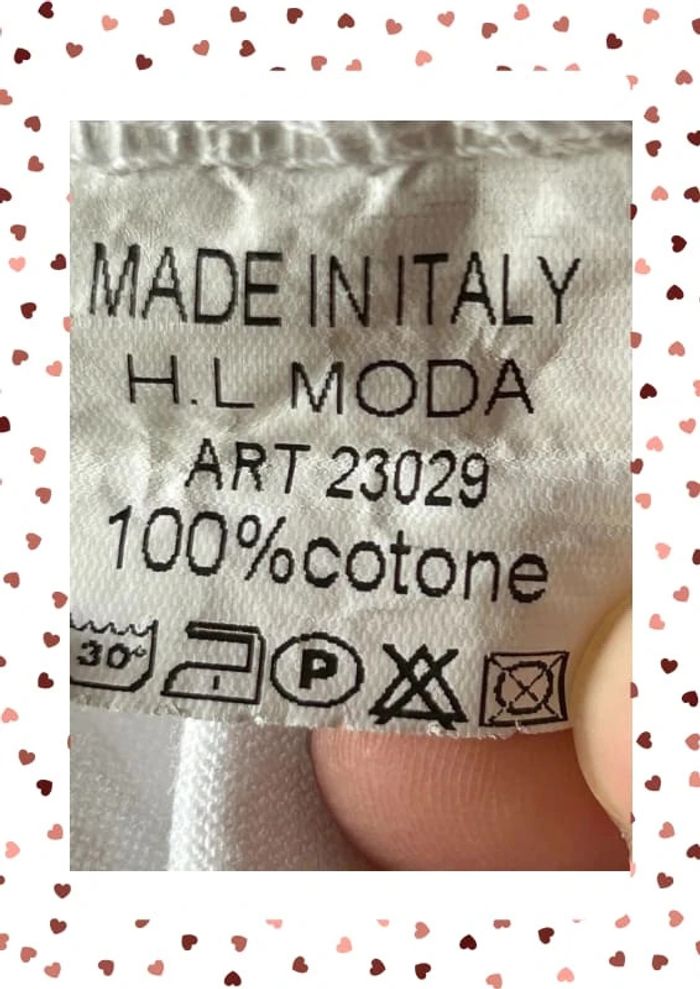 MADE IN ITALY
H.L MODA
ART 23029
100%cotone
30°
P